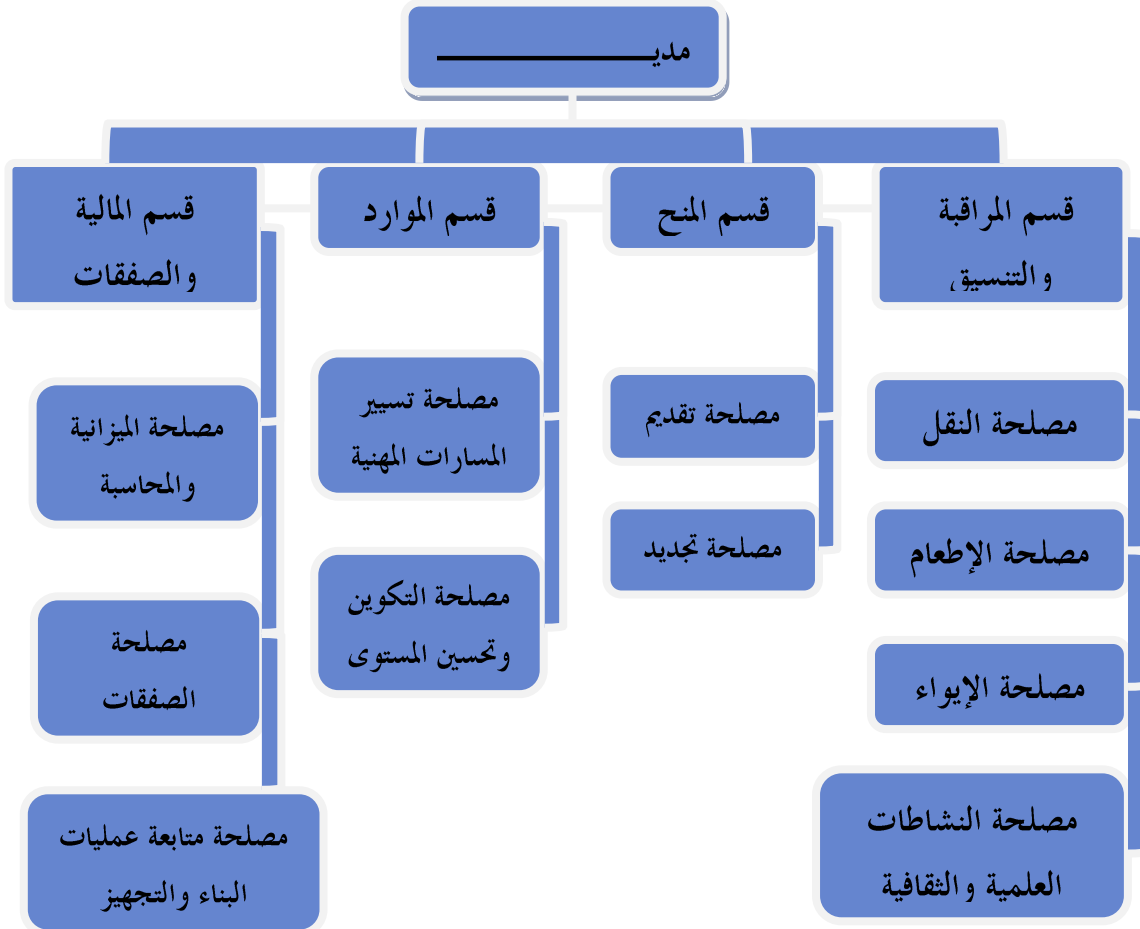 مديـــــــــــــــــــــــ
قسم المراقبة
والتنسيق
قسم المنح
قسم الموارد
قسم المالية
والصفقات
مصلحة النقل
مصلحة الإطعام
مصلحة الإيواء
مصلحة النشاطات
العلمية والثقافية
مصلحة تقديم
مصلحة تجديد
مصلحة تسيير
المسارات المهنية
مصلحة التكوين
وتحسين المستوى
مصلحة الميزانية
والمحاسبة
مصلحة
الصفقات
مصلحة متابعة عمليات
البناء والتجهيز